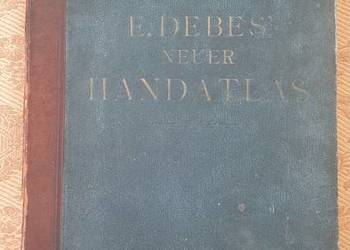 E. DEBES'
NEUER
HANDATLAS